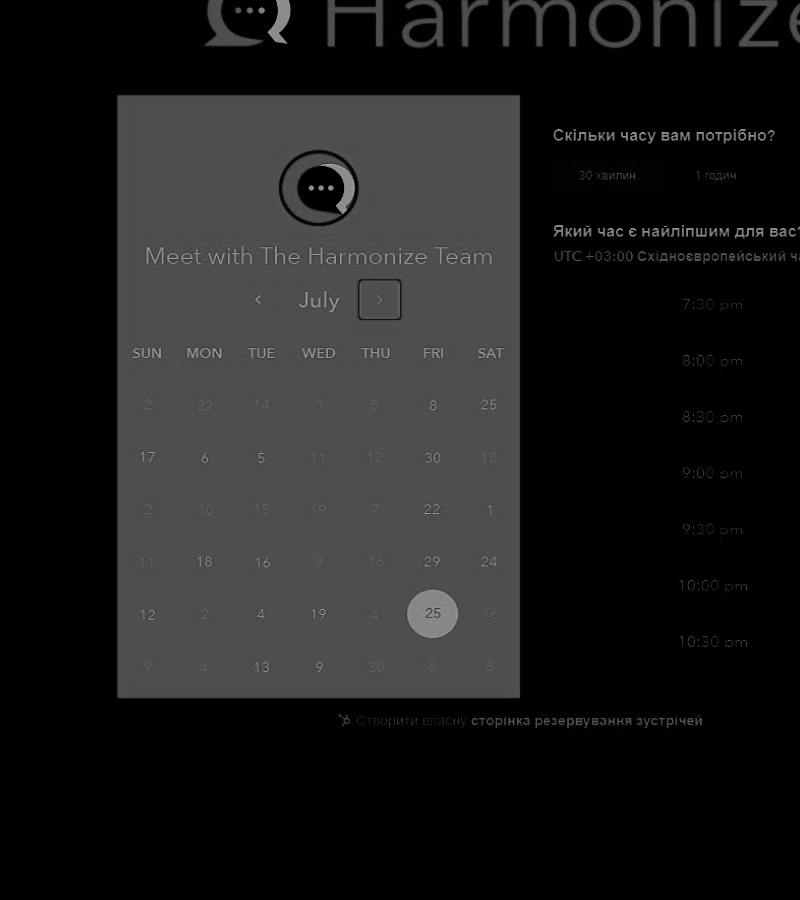 Harmonize
Meet with The Harmonize Team
July
SUN MON TUE WED THU FRI SAT
2 22 14 3 5 8 25
17 6 5 11 12 30 18
2 10 15 19 7 22 1
11 18 16 9 16 29 24
12 2 4 19 4 25 16
9 4 13 9 30 6 8
Скільки часу вам потрібно?
30 хвилин 1 годин
Який час є найліпшим для вас?
UTC +03:00 Східноєвропейський ча
7:30 pm
8:00 pm
8:30 pm
9:00 pm
9:30 pm
10:00 pm
10:30 pm
Створити власну сторінка резервування зустрічей